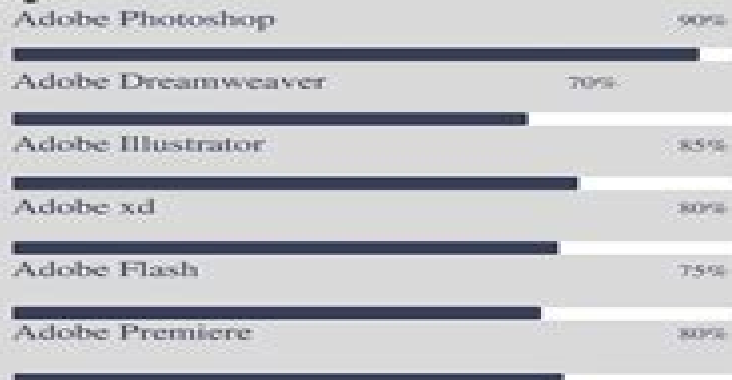 Adobe Photoshop 90%
Adobe Dreamweaver 70%
Adobe Illustrator 85%
Adobe xd 80%
Adobe Flash 75%
Adobe Premiere 80%